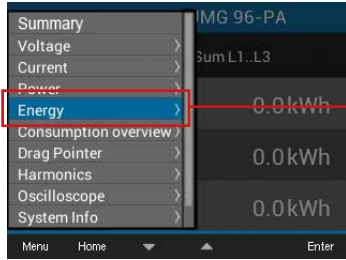 UMG 96-PA
Summary
Voltage
Sum L1..L3
Current
Power
Energy
0.0kWh
Consumption overview
Drag Pointer
0.0kWh
Harmonics
Oscilloscope
0.0kWh
System Info
Menu Home Enter